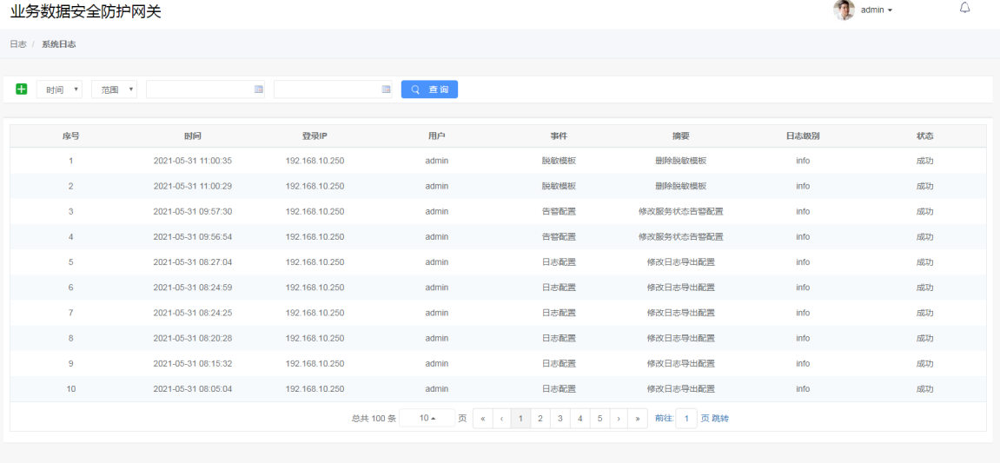 业务数据安全防护网关
admin
日志 / 系统日志
时间 范围 查询
序号 时间 登录IP 用户 事件 摘要 日志级别 状态
1 2021-05-31 11:00:35 192.168.10.250 admin 脱敏模板 删除脱敏模板 info 成功
2 2021-05-31 11:00:29 192.168.10.250 admin 脱敏模板 删除脱敏模板 info 成功
3 2021-05-31 09:57:30 192.168.10.250 admin 告警配置 修改服务状态告警配置 info 成功
4 2021-05-31 09:56:54 192.168.10.250 admin 告警配置 修改服务状态告警配置 info 成功
5 2021-05-31 08:27:04 192.168.10.250 admin 日志配置 修改日志导出配置 info 成功
6 2021-05-31 08:24:59 192.168.10.250 admin 日志配置 修改日志导出配置 info 成功
7 2021-05-31 08:24:25 192.168.10.250 admin 日志配置 修改日志导出配置 info 成功
8 2021-05-31 08:20:28 192.168.10.250 admin 日志配置 修改日志导出配置 info 成功
9 2021-05-31 08:15:32 192.168.10.250 admin 日志配置 修改日志导出配置 info 成功
10 2021-05-31 08:05:04 192.168.10.250 admin 日志配置 修改日志导出配置 info 成功
总共 100 条 10 页 « ‹ 1 2 3 4 5 › » 前往: 1 页 跳转